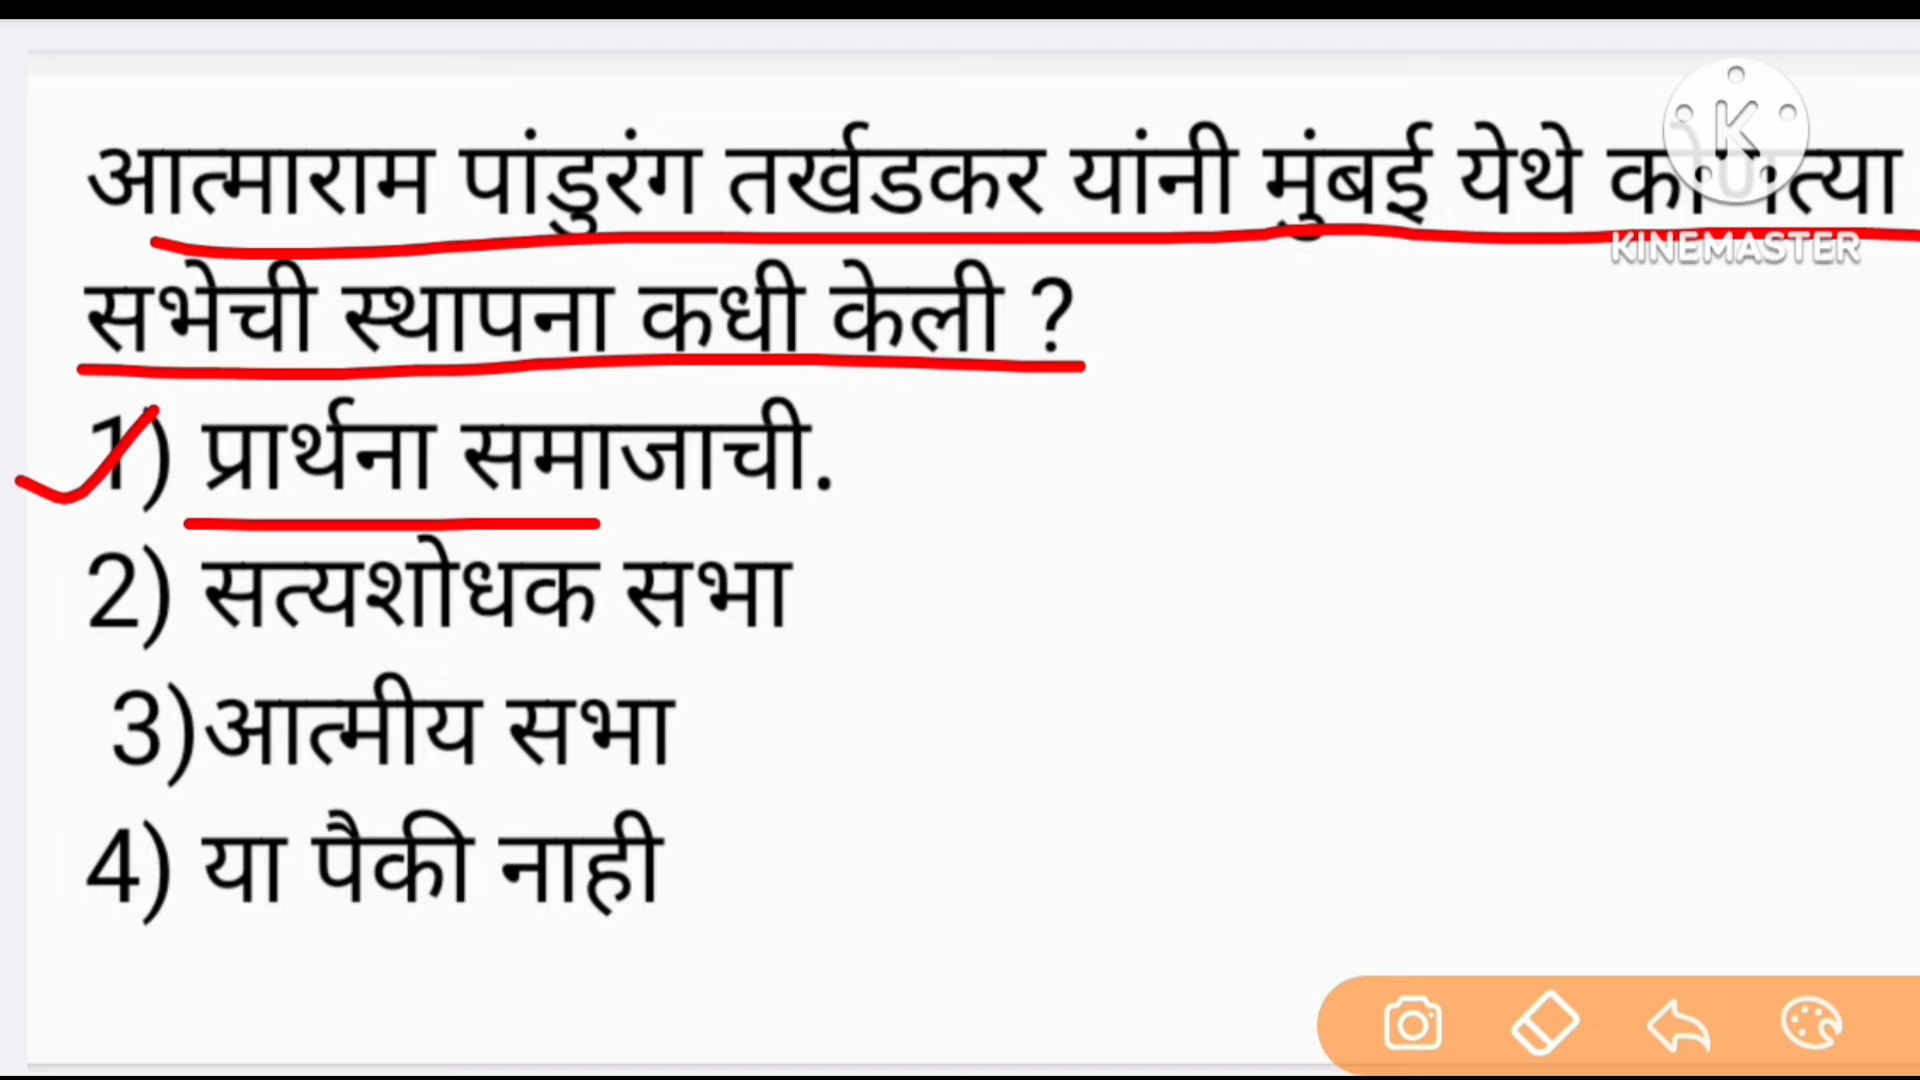 आत्माराम पांडुरंग तर्खडकर यांनी मुंबई येथे
सभेची स्थापना कधी केली ?
1) प्रार्थना समाजाची.
2) सत्यशोधक सभा
3)आत्मीय सभा
4) या पैकी नाही
K
KINEMASTER